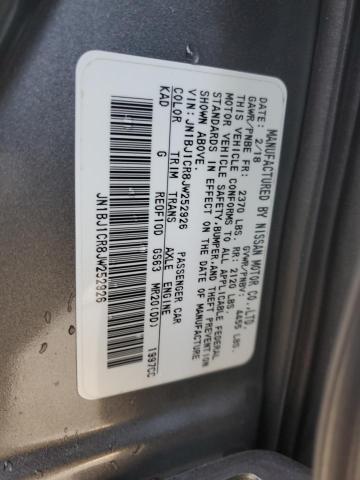 MANUFACTURED BY NISSAN MOTOR CO.,LTD.
DATE: 2/18 GVWR/PNBV: 4455 LBS.
GAWR/PNBE FR: 2370 LBS. RR: 2120 LBS.
THIS VEHICLE CONFORMS TO ALL APPLICABLE FEDERAL
MOTOR VEHICLE SAFETY,BUMPER,AND THEFT PREVENTION
STANDARDS IN EFFECT ON THE DATE OF MANUFACTURE
SHOWN ABOVE.
VIN:JN1BJ1CR8JW252926 PASSENGER CAR
COLOR TRIM TRANS AXLE ENGINE
KAD G RE0F10D GS63 MR20(DD) 1997CC
JN1BJ1CR8JW252926